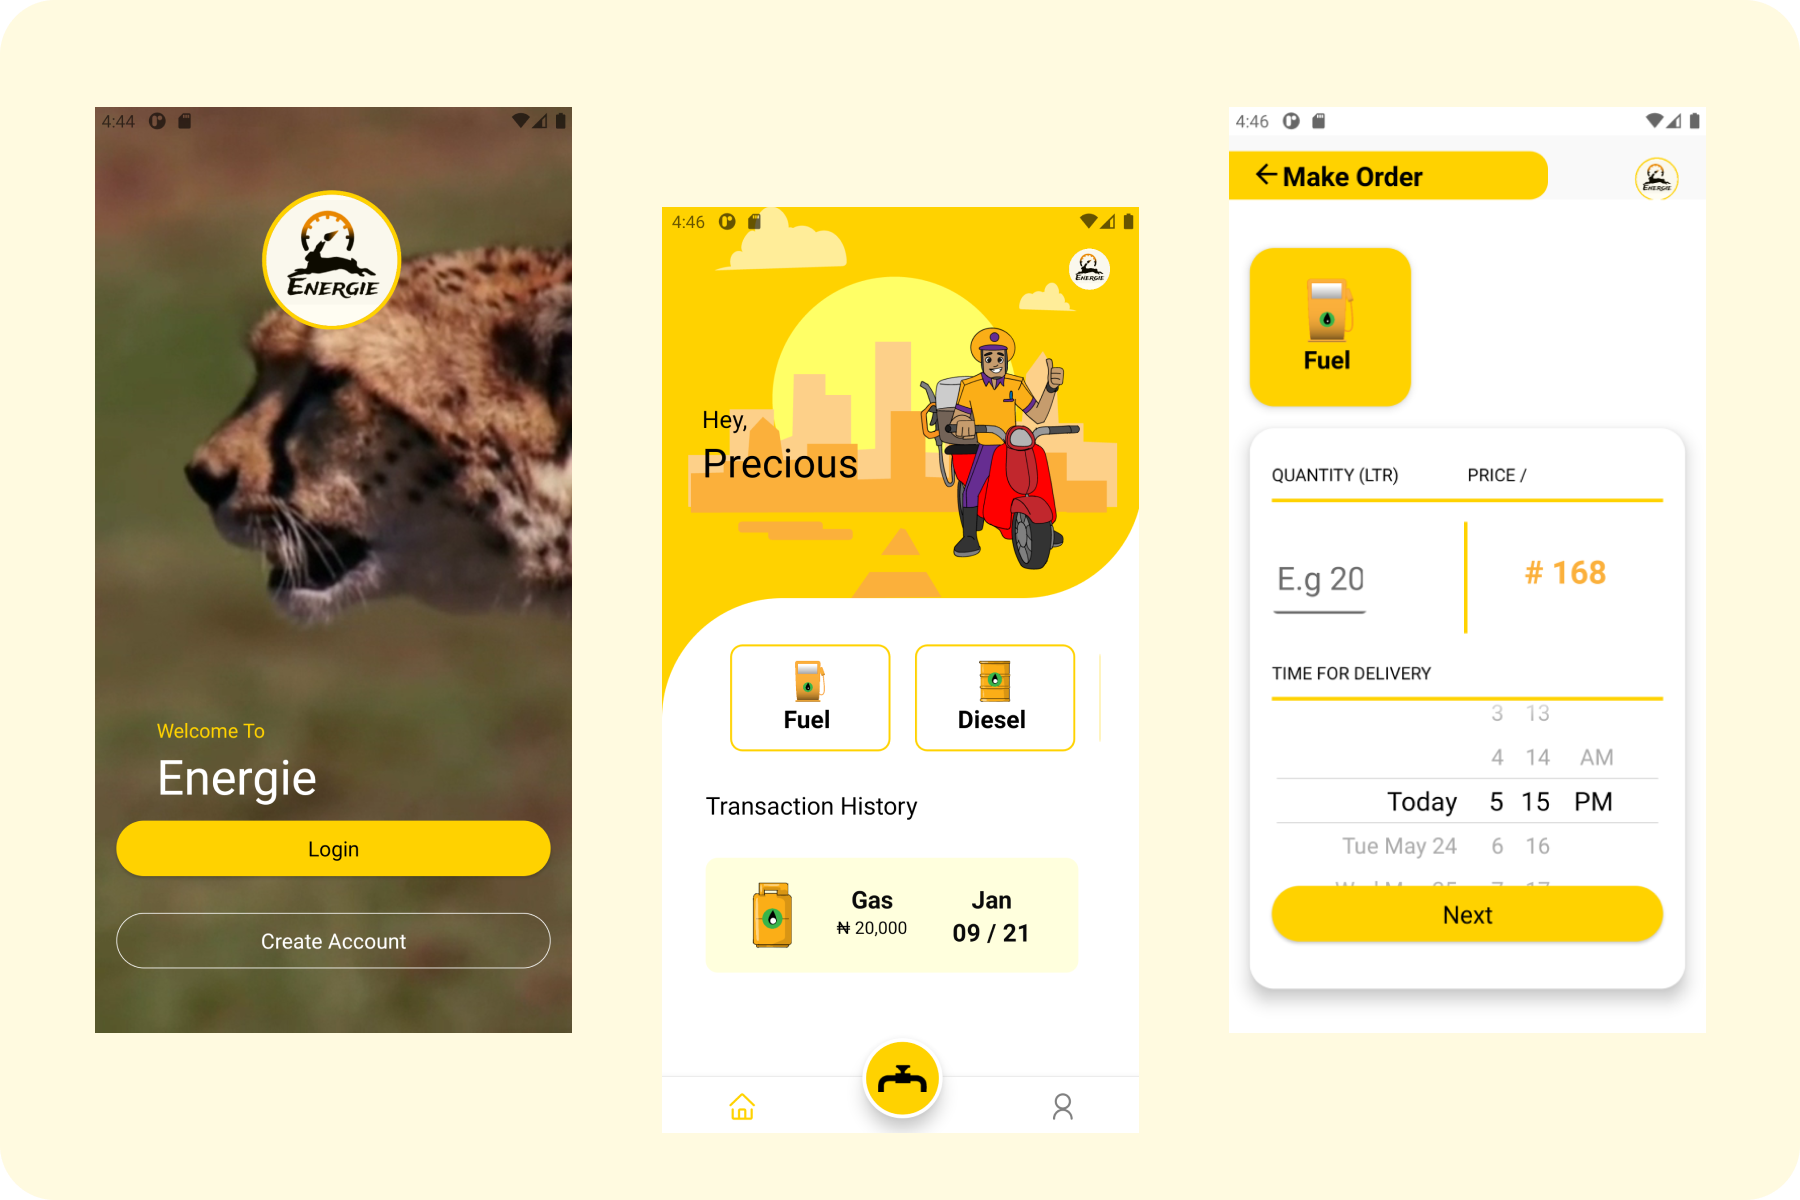 4:44
ENERGIE
Welcome To
Energie
Login
Create Account
4:46
ENERGIE
Hey,
Precious
Fuel
Diesel
Transaction History
Gas
₦ 20,000
Jan
09 / 21
4:46
Make Order
ENERGIE
Fuel
QUANTITY (LTR) PRICE /
E.g 20
# 168
TIME FOR DELIVERY
3 13
4 14 AM
Today 5 15 PM
Tue May 24 6 16
Next